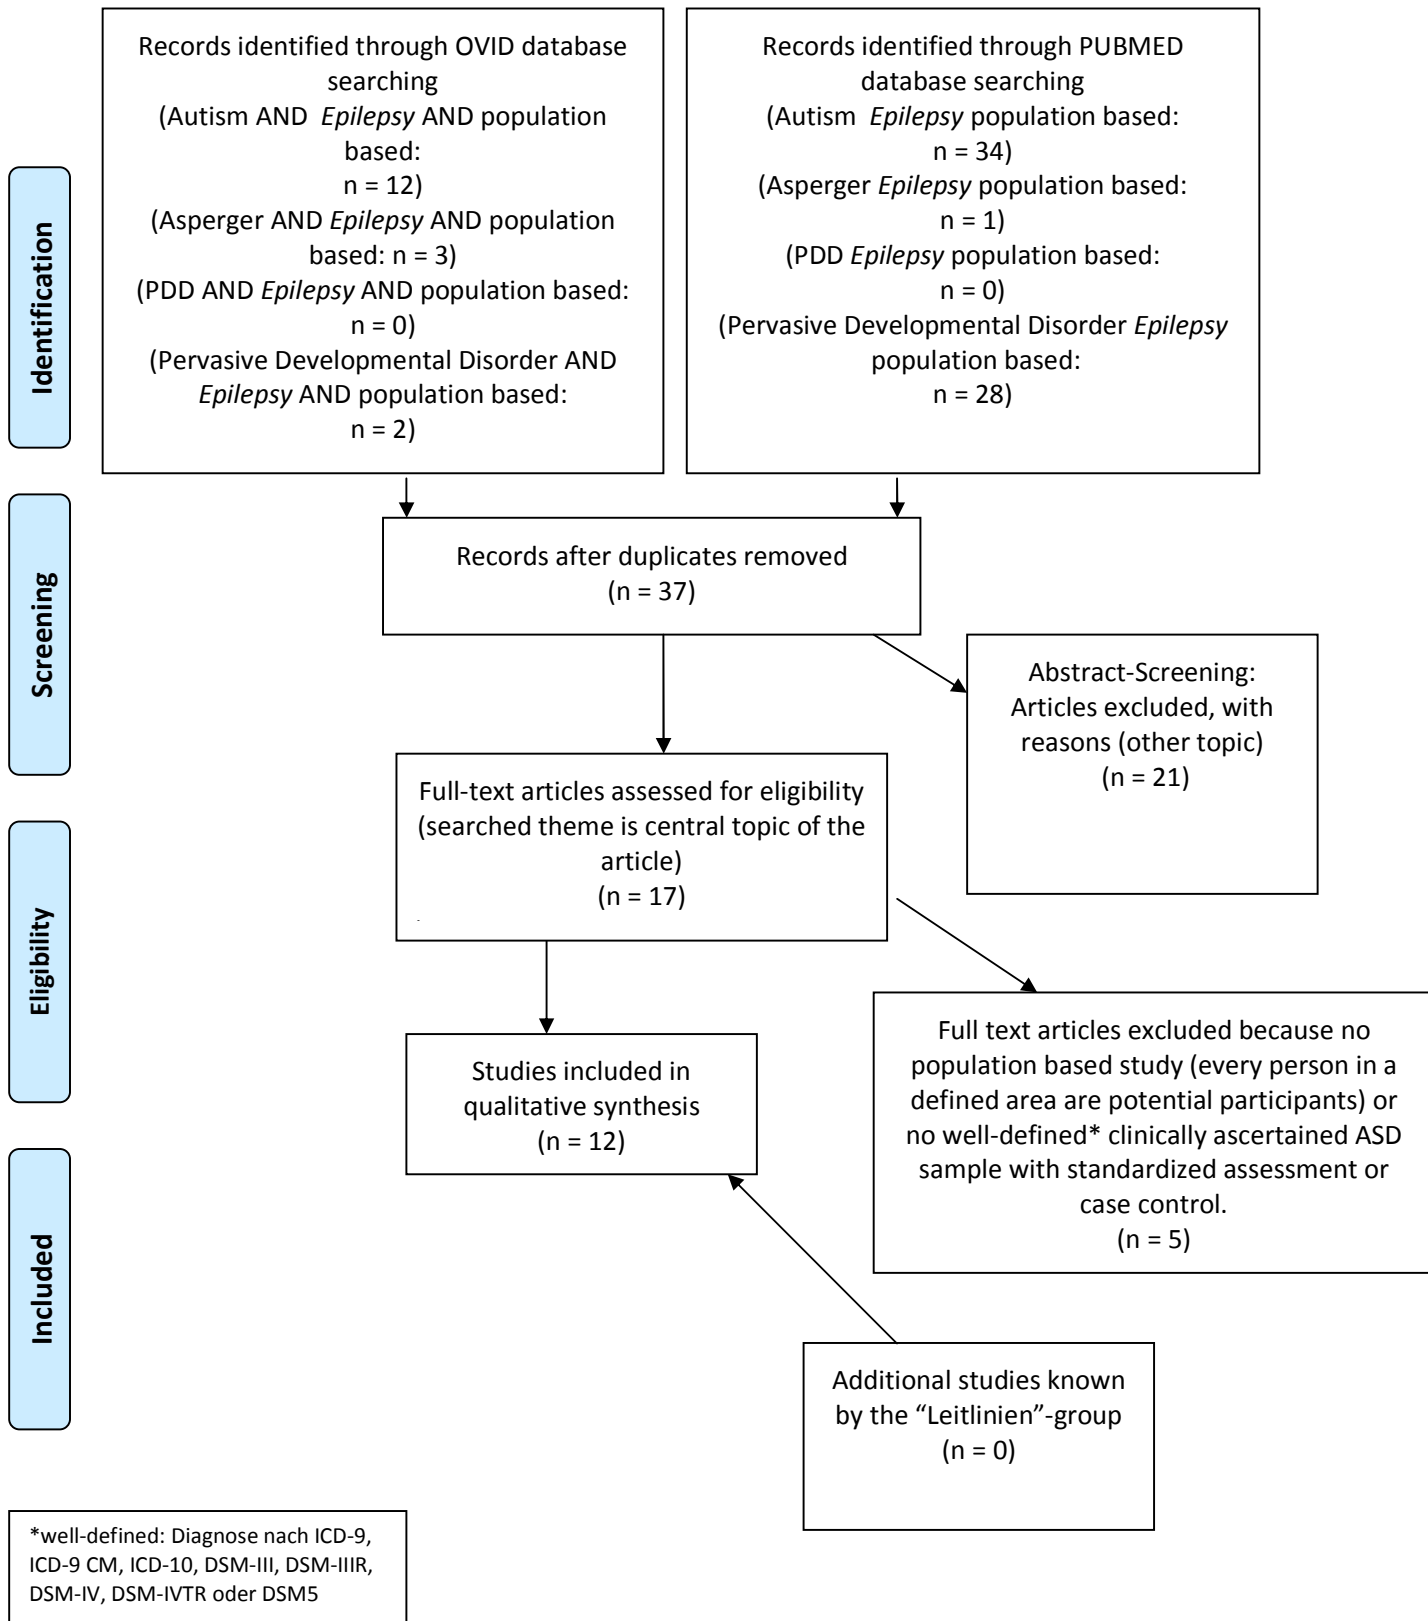 Records identified through OVID database
searching
(Autism AND Epilepsy AND population
based:
n = 12)
(Asperger AND Epilepsy AND population
based: n = 3)
(PDD AND Epilepsy AND population based:
n = 0)
(Pervasive Developmental Disorder AND
Epilepsy AND population based:
n = 2)
Records identified through PUBMED
database searching
(Autism Epilepsy population based:
n = 34)
(Asperger Epilepsy population based:
n = 1)
(PDD Epilepsy population based:
n = 0)
(Pervasive Developmental Disorder Epilepsy
population based:
n = 28)
Identification
Records after duplicates removed
(n = 37)
Screening
Abstract-Screening:
Articles excluded, with
reasons (other topic)
(n = 21)
Full-text articles assessed for eligibility
(searched theme is central topic of the
article)
(n = 17)
Eligibility
Full text articles excluded because no
population based study (every person in a
defined area are potential participants) or
no well-defined* clinically ascertained ASD
sample with standardized assessment or
case control.
(n = 5)
Studies included in
qualitative synthesis
(n = 12)
Included
Additional studies known
by the “Leitlinien”-group
(n = 0)
*well-defined: Diagnose nach ICD-9,
ICD-9 CM, ICD-10, DSM-III, DSM-IIIR,
DSM-IV, DSM-IVTR oder DSM5